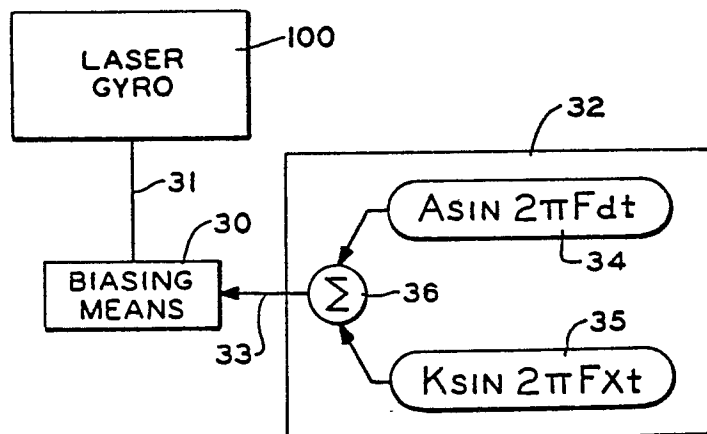 100
LASER
GYRO
32
31
ASIN 2πFdt
34
30
BIASING
MEANS
Σ
36
33
35
KSIN 2πFXt